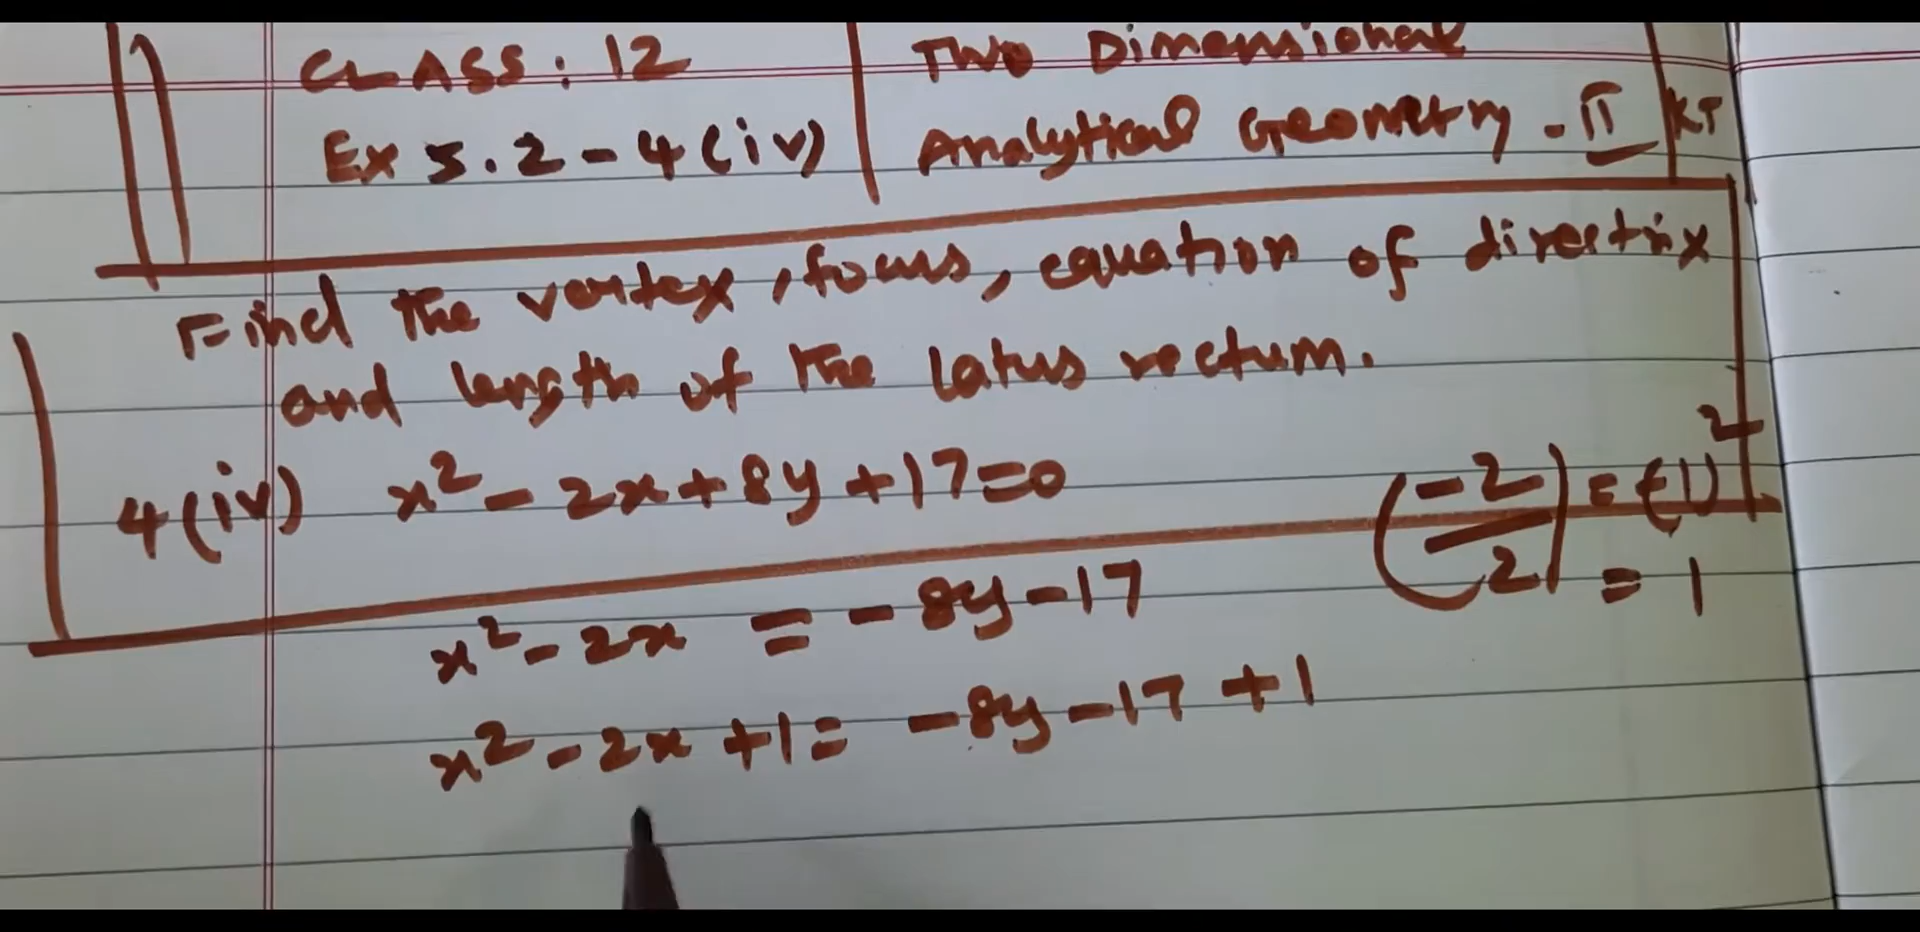 CLASS: 12
Ex 5.2 - 4(iv)
Two Dimensional
Analytical Geometry - II
KT
Find the vertex, focus, equation of directrix
and length of the latus rectum.
4(iv) x² - 2x + 8y + 17 = 0
(-2/2) = (-1)²
= 1
x² - 2x = -8y - 17
x² - 2x + 1 = -8y - 17 + 1